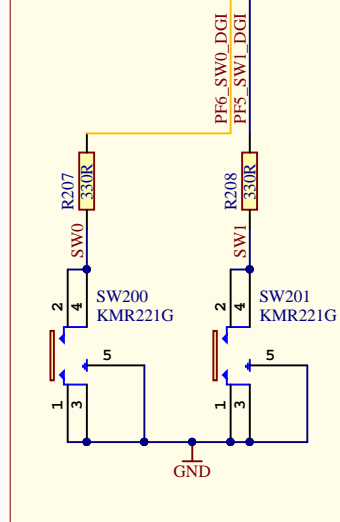 PF6_SW0_DGI
PF5_SW1_DGI
R207
330R
R208
330R
SW0
SW1
2
4
SW200
KMR221G
2
4
SW201
KMR221G
5
5
1
3
1
3
GND